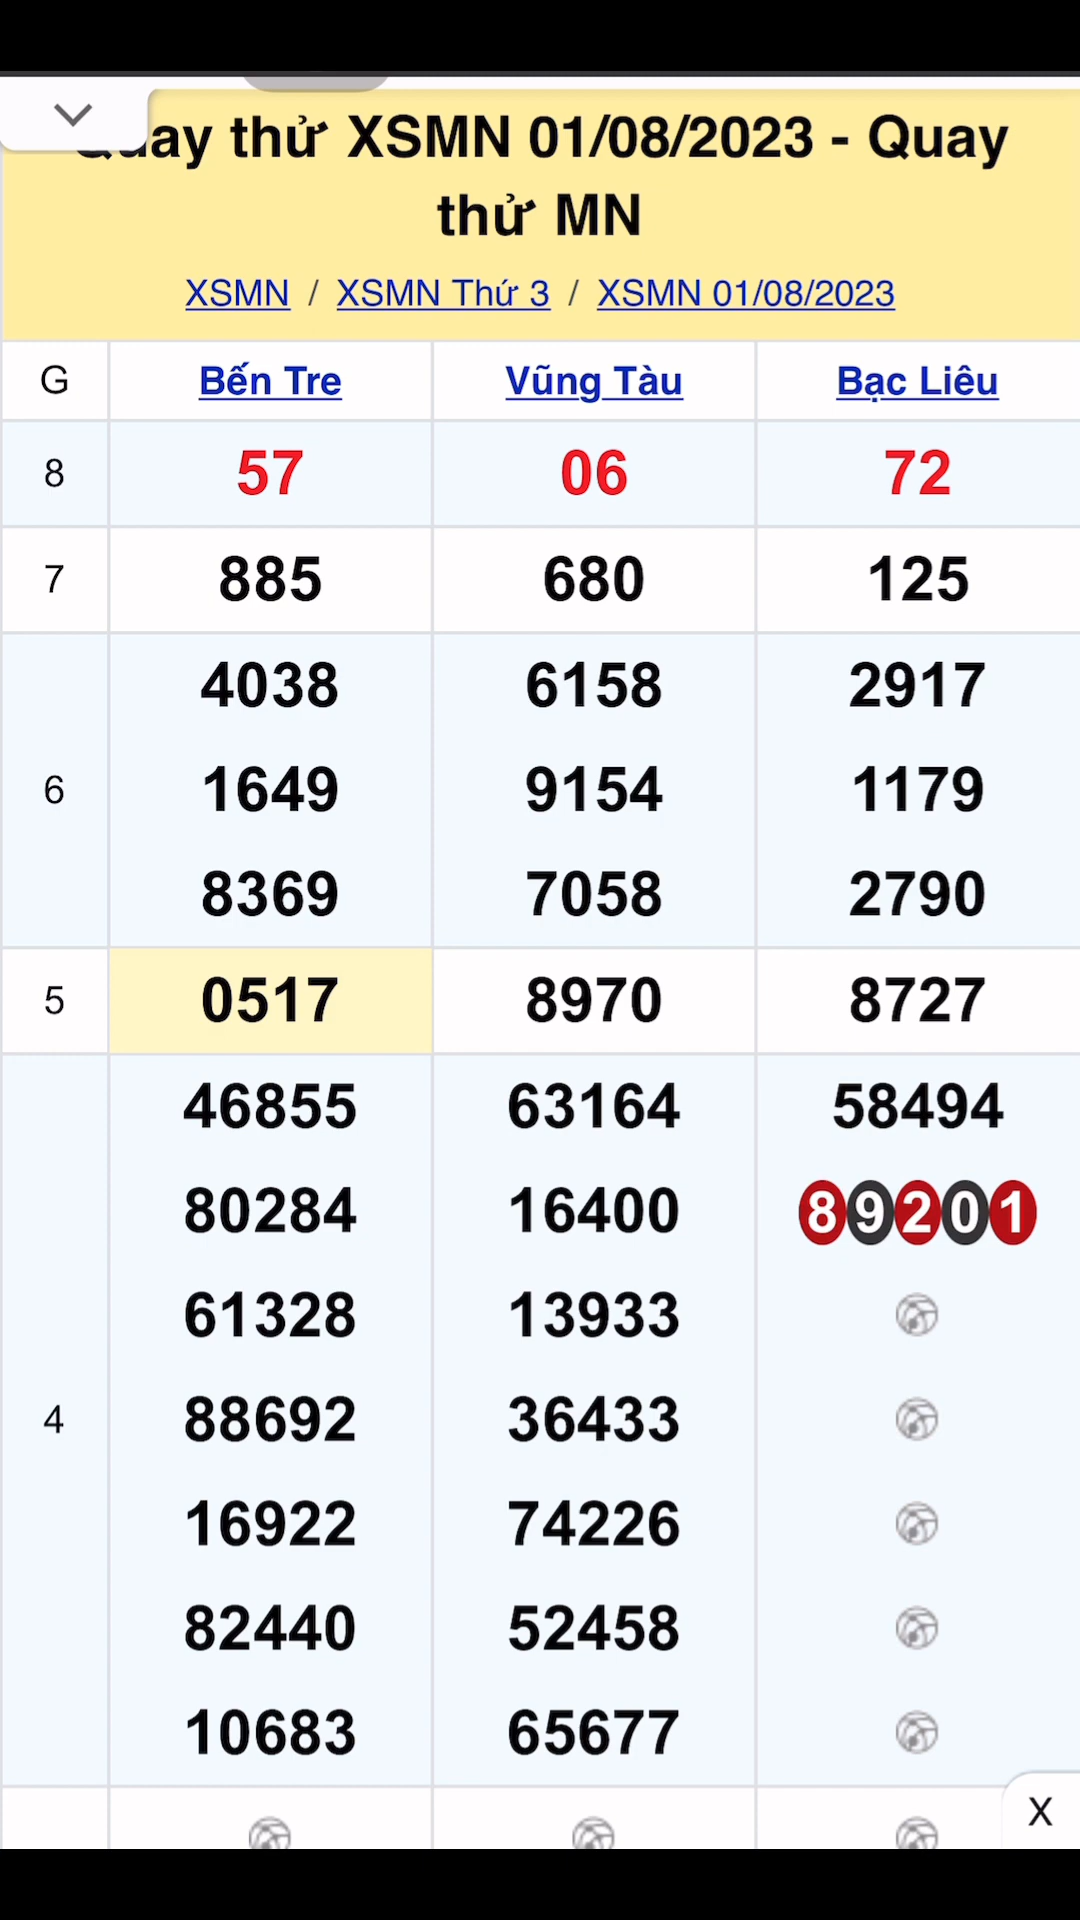 Quay thử XSMN 01/08/2023 - Quay
thử MN
XSMN / XSMN Thứ 3 / XSMN 01/08/2023
G Bến Tre Vũng Tàu Bạc Liêu
8 57 06 72
7 885 680 125
4038 6158 2917
6 1649 9154 1179
8369 7058 2790
5 0517 8970 8727
46855 63164 58494
80284 16400 89201
61328 13933
4 88692 36433
16922 74226
82440 52458
10683 65677
X